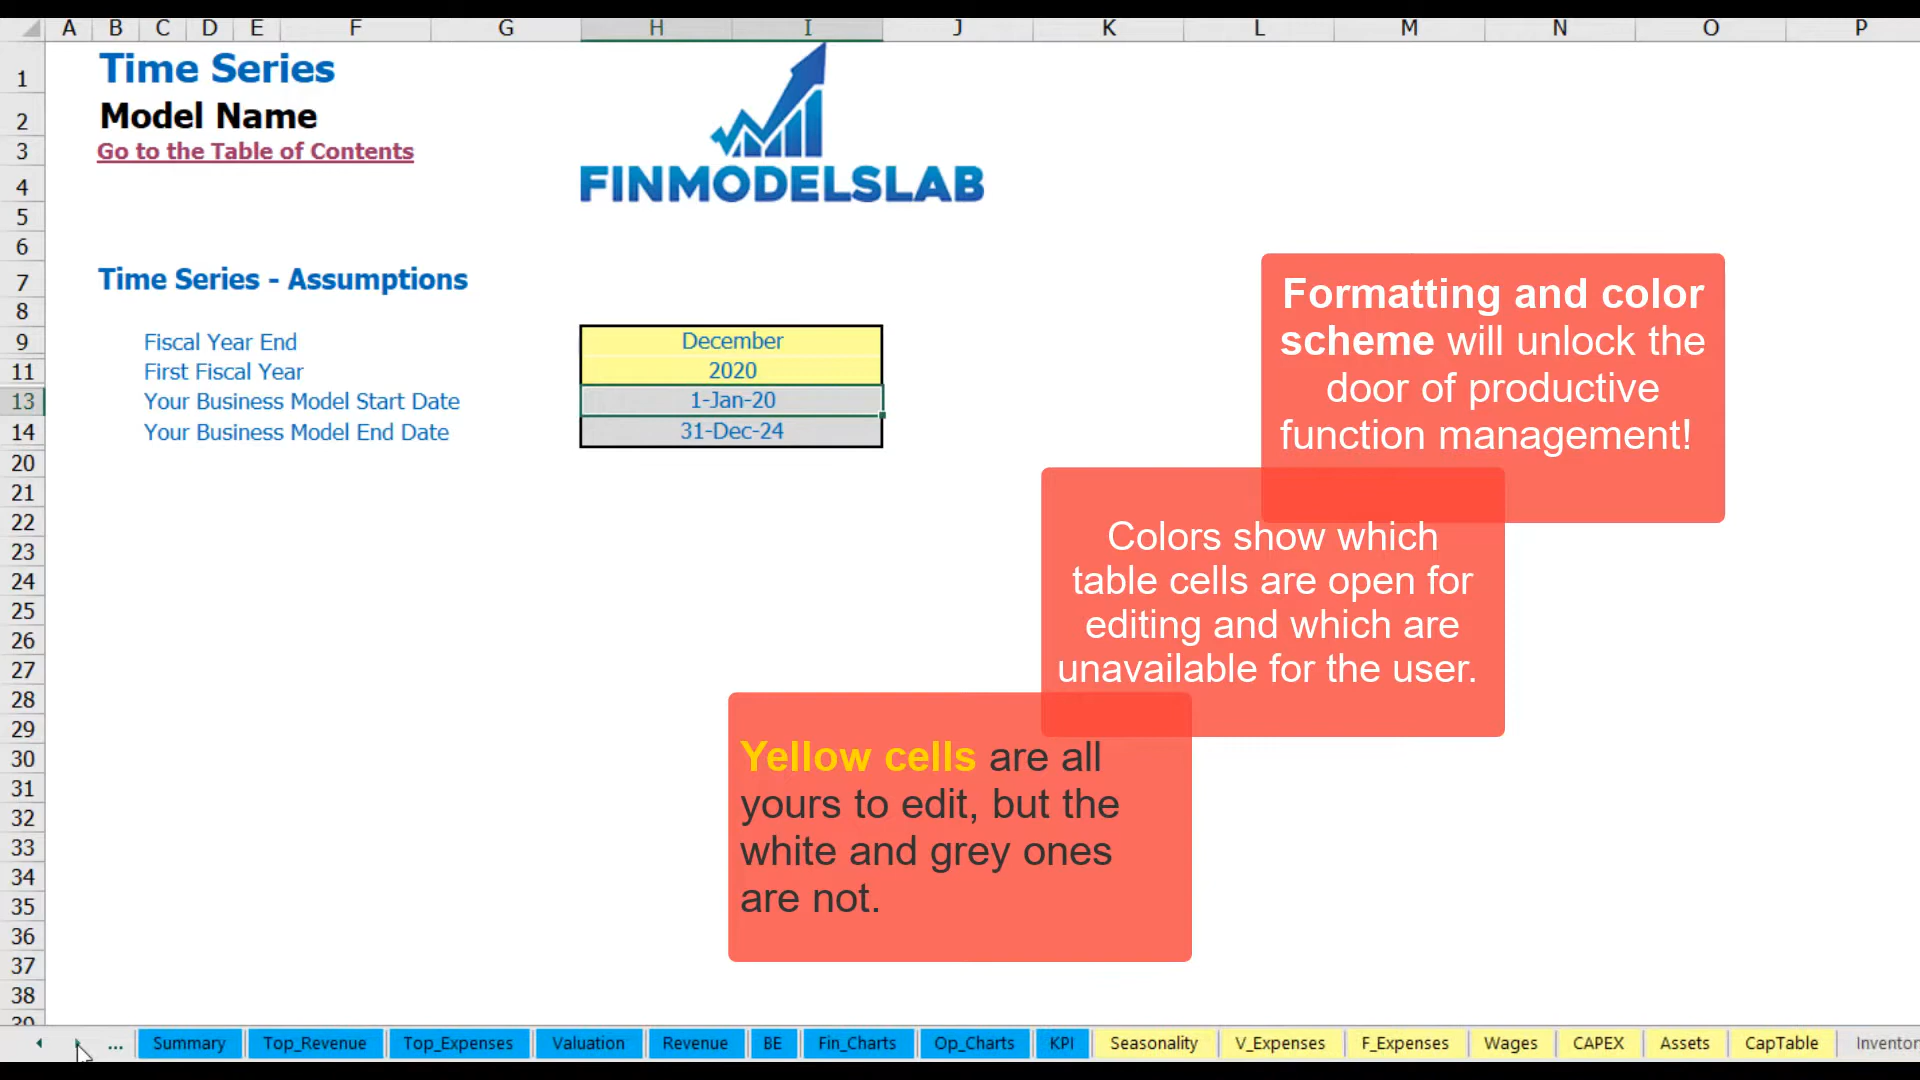 A B C D E F G H I J K L M N O P
1 Time Series
2 Model Name
3 Go to the Table of Contents
4
FINMODELSLAB
5
6
7 Time Series - Assumptions
8
9 Fiscal Year End December
11 First Fiscal Year 2020
13 Your Business Model Start Date 1-Jan-20
14 Your Business Model End Date 31-Dec-24
20
21
22
23
24
25
26
27
28
29
30
31
32
33
34
35
36
37
38
39
Formatting and color
scheme will unlock the
door of productive
function management!
Colors show which
table cells are open for
editing and which are
unavailable for the user.
Yellow cells are all
yours to edit, but the
white and grey ones
are not.
... Summary Top_Revenue Top_Expenses Valuation Revenue BE Fin_Charts Op_Charts KPI Seasonality V_Expenses F_Expenses Wages CAPEX Assets CapTable Inventor